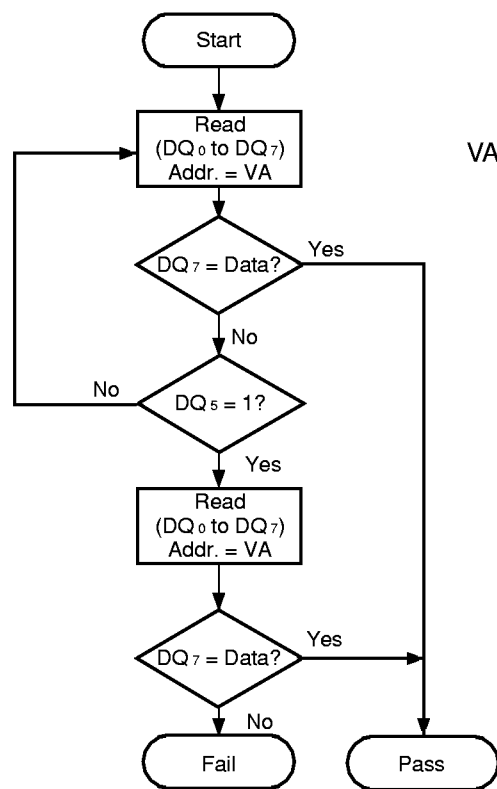 Start
Read
(DQ0 to DQ7)
Addr. = VA
VA
DQ7 = Data?
Yes
No
DQ5 = 1?
No
Yes
Read
(DQ0 to DQ7)
Addr. = VA
DQ7 = Data?
Yes
No
Fail
Pass